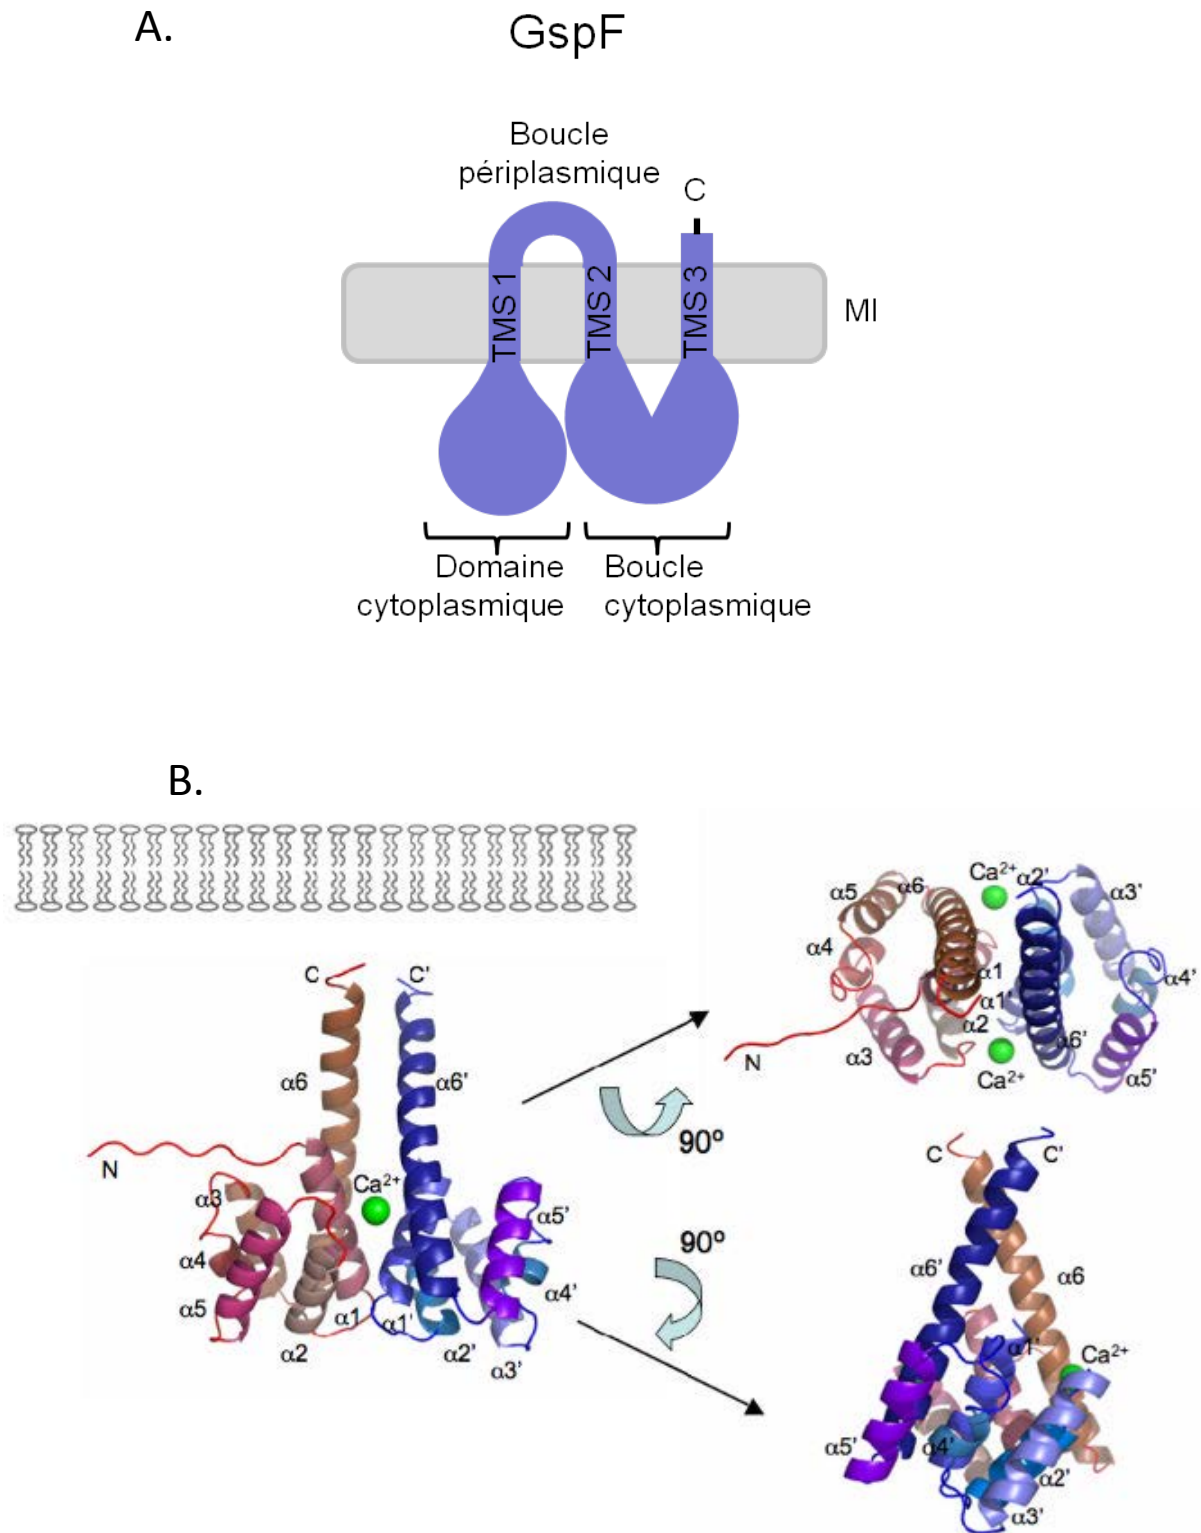 A.
GspF
Boucle
périplasmique
C
TMS 1
TMS 2
TMS 3
MI
Domaine
cytoplasmique
Boucle
cytoplasmique
B.
C
C'
α6
α6'
N
Ca²⁺
α3
α4
α5
α2
α1
α1'
α2'
α3'
α4'
α5'
90º
90º
Ca²⁺
α2'
α3'
α5
α6
α4
α1
α1'
α2
α4'
α3
N
α6'
α5'
Ca²⁺
C
C'
α6'
α6
α1'
Ca²⁺
α5'
α4'
α2'
α3'